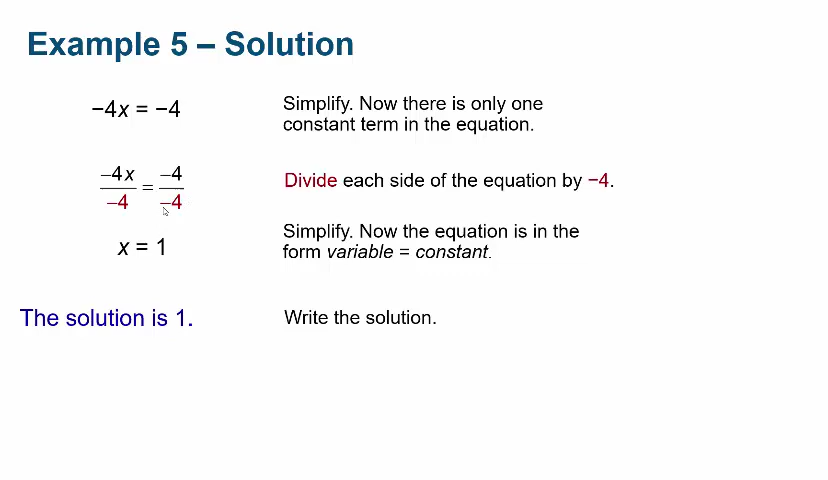 Example 5 – Solution
−4x = −4
Simplify. Now there is only one
constant term in the equation.
−4x/−4 = −4/−4
Divide each side of the equation by −4.
x = 1
Simplify. Now the equation is in the
form variable = constant.
The solution is 1.
Write the solution.